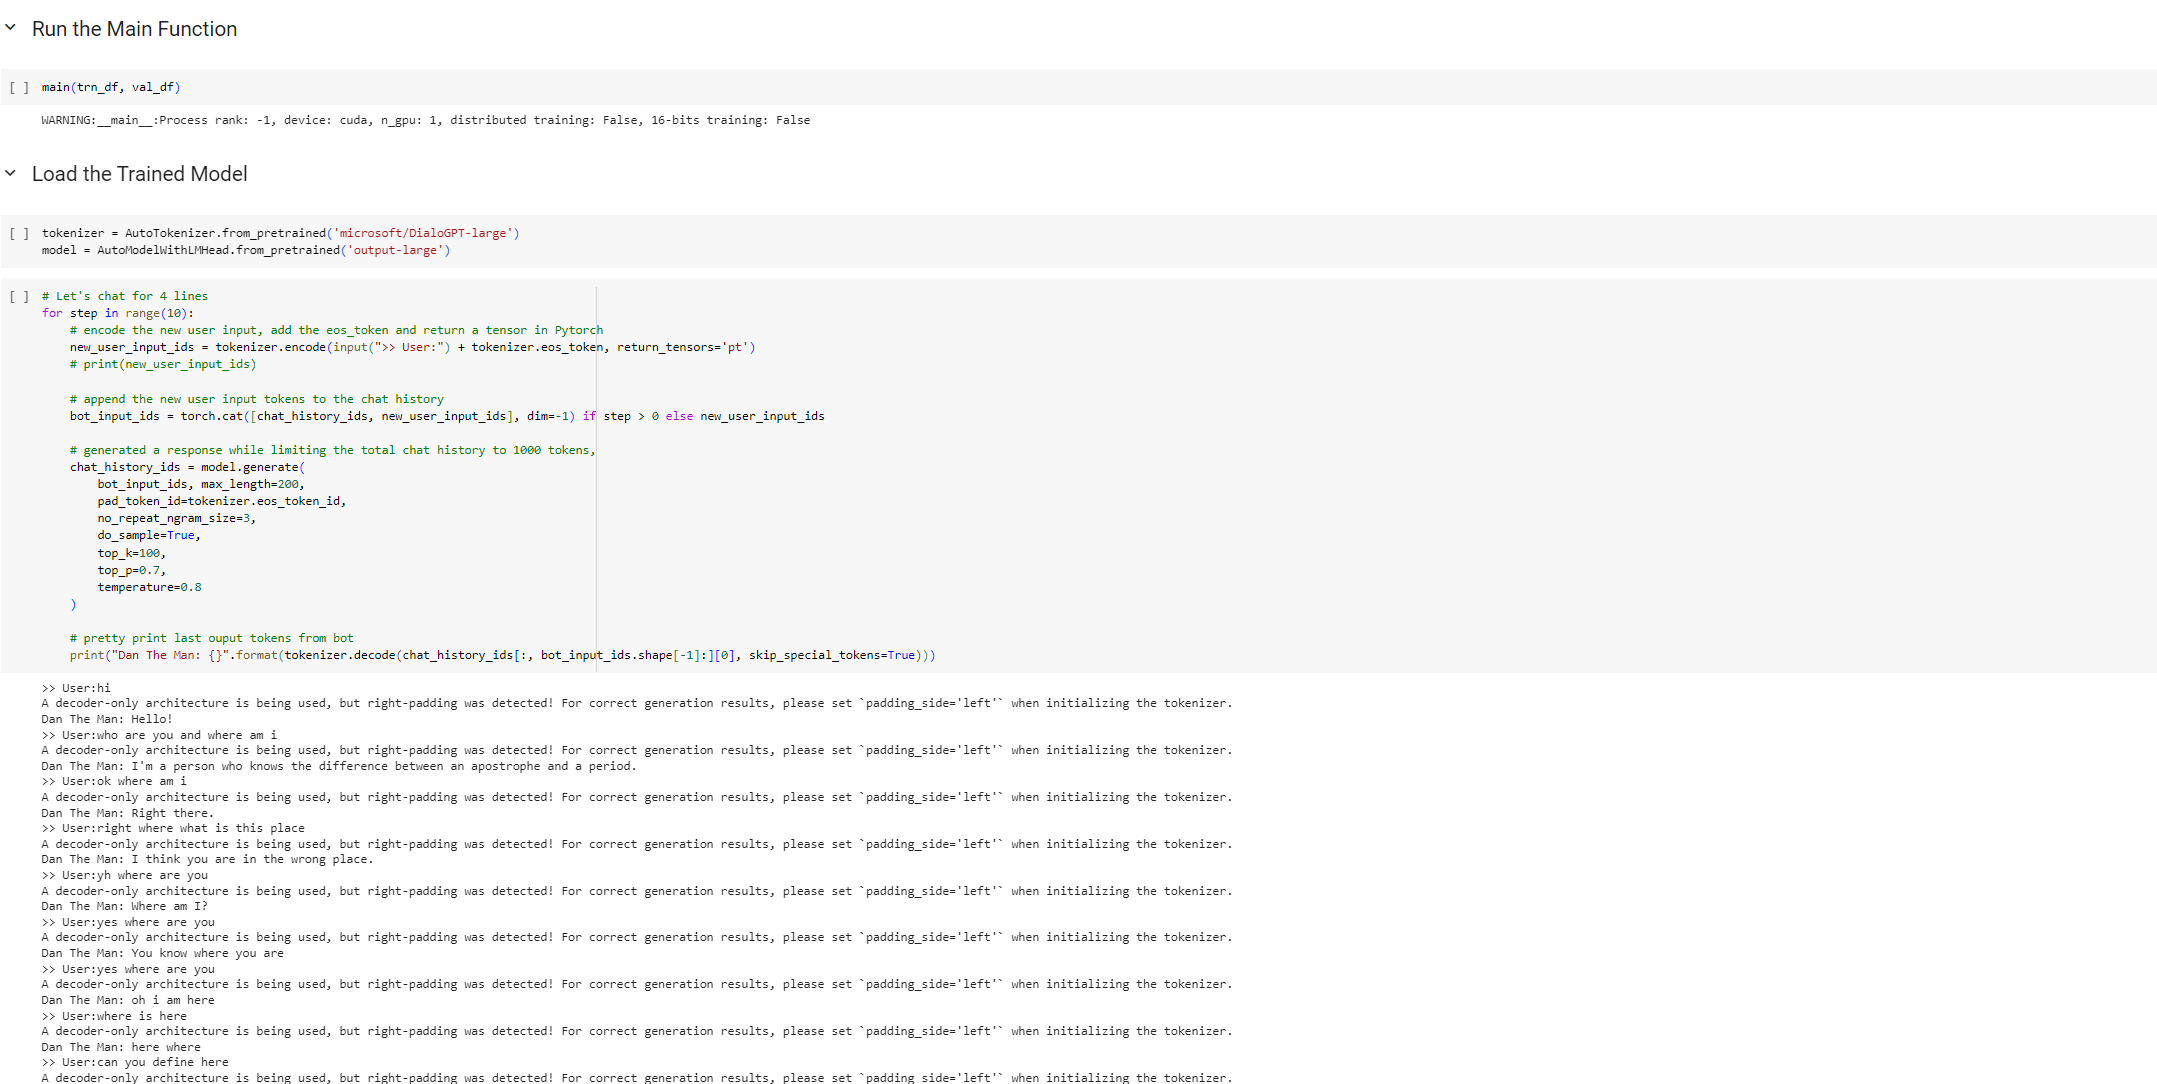 Run the Main Function
[ ] main(trn_df, val_df)
WARNING:__main__:Process rank: -1, device: cuda, n_gpu: 1, distributed training: False, 16-bits training: False
Load the Trained Model
[ ] tokenizer = AutoTokenizer.from_pretrained('microsoft/DialoGPT-large')
model = AutoModelWithLMHead.from_pretrained('output-large')
[ ] # Let's chat for 4 lines
for step in range(10):
    # encode the new user input, add the eos_token and return a tensor in Pytorch
    new_user_input_ids = tokenizer.encode(input(">> User:") + tokenizer.eos_token, return_tensors='pt')
    # print(new_user_input_ids)
    # append the new user input tokens to the chat history
    bot_input_ids = torch.cat([chat_history_ids, new_user_input_ids], dim=-1) if step > 0 else new_user_input_ids
    # generated a response while limiting the total chat history to 1000 tokens,
    chat_history_ids = model.generate(
        bot_input_ids, max_length=200,
        pad_token_id=tokenizer.eos_token_id,
        no_repeat_ngram_size=3,
        do_sample=True,
        top_k=100,
        top_p=0.7,
        temperature=0.8
    )
    # pretty print last ouput tokens from bot
    print("Dan The Man: {}".format(tokenizer.decode(chat_history_ids[:, bot_input_ids.shape[-1]:][0], skip_special_tokens=True)))
>> User:hi
A decoder-only architecture is being used, but right-padding was detected! For correct generation results, please set `padding_side='left'` when initializing the tokenizer.
Dan The Man: Hello!
>> User:who are you and where am i
A decoder-only architecture is being used, but right-padding was detected! For correct generation results, please set `padding_side='left'` when initializing the tokenizer.
Dan The Man: I'm a person who knows the difference between an apostrophe and a period.
>> User:ok where am i
A decoder-only architecture is being used, but right-padding was detected! For correct generation results, please set `padding_side='left'` when initializing the tokenizer.
Dan The Man: Right there.
>> User:right where what is this place
A decoder-only architecture is being used, but right-padding was detected! For correct generation results, please set `padding_side='left'` when initializing the tokenizer.
Dan The Man: I think you are in the wrong place.
>> User:yh where are you
A decoder-only architecture is being used, but right-padding was detected! For correct generation results, please set `padding_side='left'` when initializing the tokenizer.
Dan The Man: Where am I?
>> User:yes where are you
A decoder-only architecture is being used, but right-padding was detected! For correct generation results, please set `padding_side='left'` when initializing the tokenizer.
Dan The Man: You know where you are
>> User:yes where are you
A decoder-only architecture is being used, but right-padding was detected! For correct generation results, please set `padding_side='left'` when initializing the tokenizer.
Dan The Man: oh i am here
>> User:where is here
A decoder-only architecture is being used, but right-padding was detected! For correct generation results, please set `padding_side='left'` when initializing the tokenizer.
Dan The Man: here where
>> User:can you define here
A decoder-only architecture is being used, but right-padding was detected! For correct generation results, please set `padding_side='left'` when initializing the tokenizer.